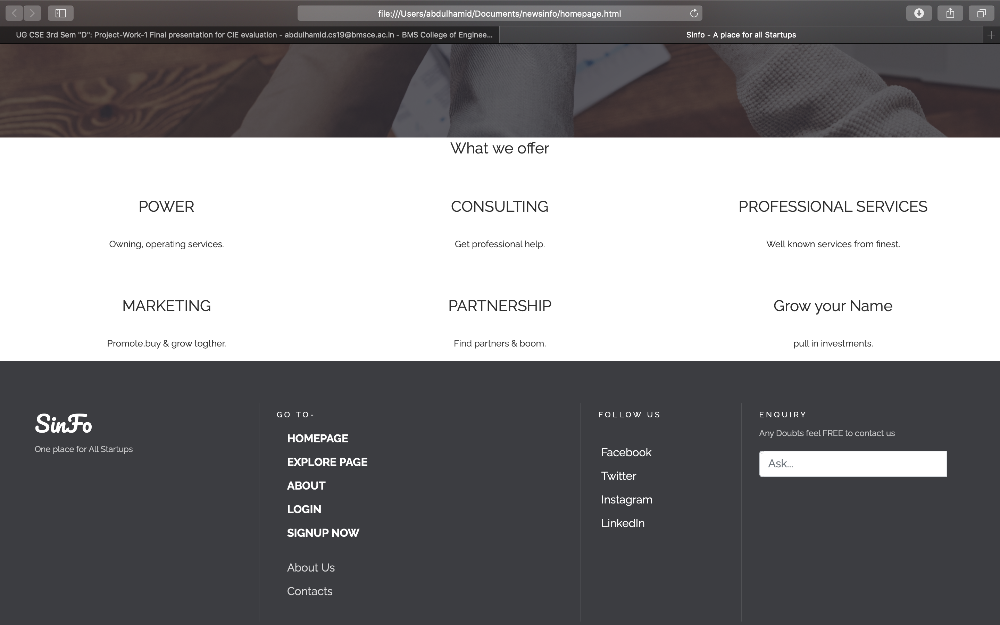 file:///Users/abdulhamid/Documents/newsinfo/homepage.html
UG CSE 3rd Sem "D": Project-Work-1 Final presentation for CIE evaluation - abdulhamid.cs19@bmsce.ac.in - BMS College of Enginee...
Sinfo - A place for all Startups
What we offer
POWER
CONSULTING
PROFESSIONAL SERVICES
Owning, operating services.
Get professional help.
Well known services from finest.
MARKETING
PARTNERSHIP
Grow your Name
Promote,buy & grow togther.
Find partners & boom.
pull in investments.
SinFo
One place for All Startups
GO TO-
HOMEPAGE
EXPLORE PAGE
ABOUT
LOGIN
SIGNUP NOW
About Us
Contacts
FOLLOW US
Facebook
Twitter
Instagram
LinkedIn
ENQUIRY
Any Doubts feel FREE to contact us
Ask...